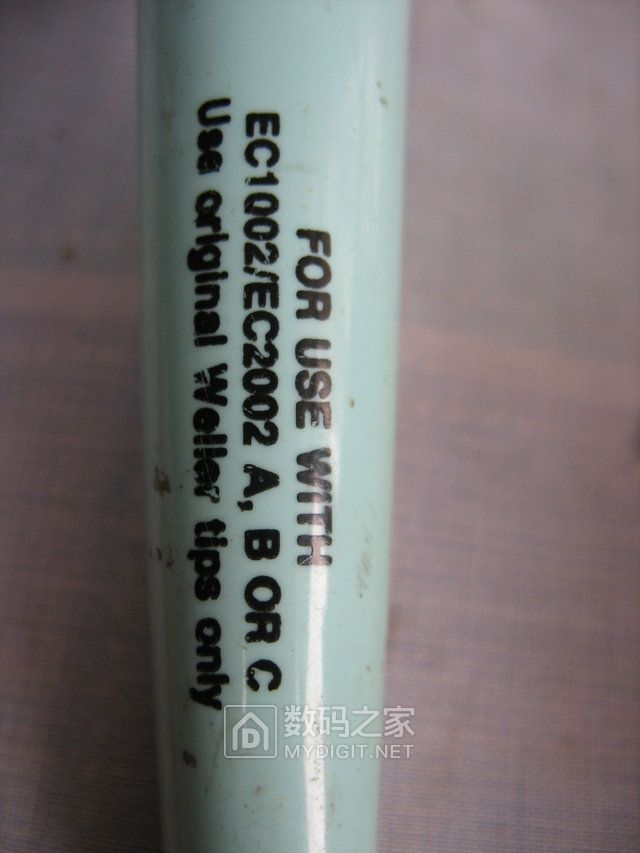 FOR USE WITH
EC1002/EC2002 A, B OR C
Use original Weller tips only
数码之家
MYDIGIT.NET